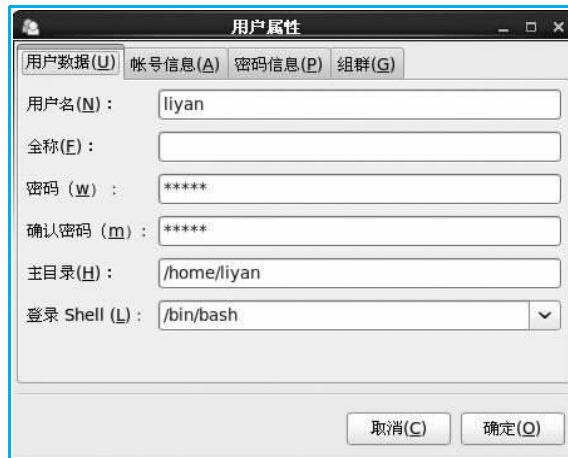 用户属性
用户数据(U) 帐号信息(A) 密码信息(P) 组群(G)
用户名(N)： liyan
全称(F)：
密码（w）： *****
确认密码（m）： *****
主目录(H)： /home/liyan
登录 Shell (L)： /bin/bash
取消(C) 确定(O)